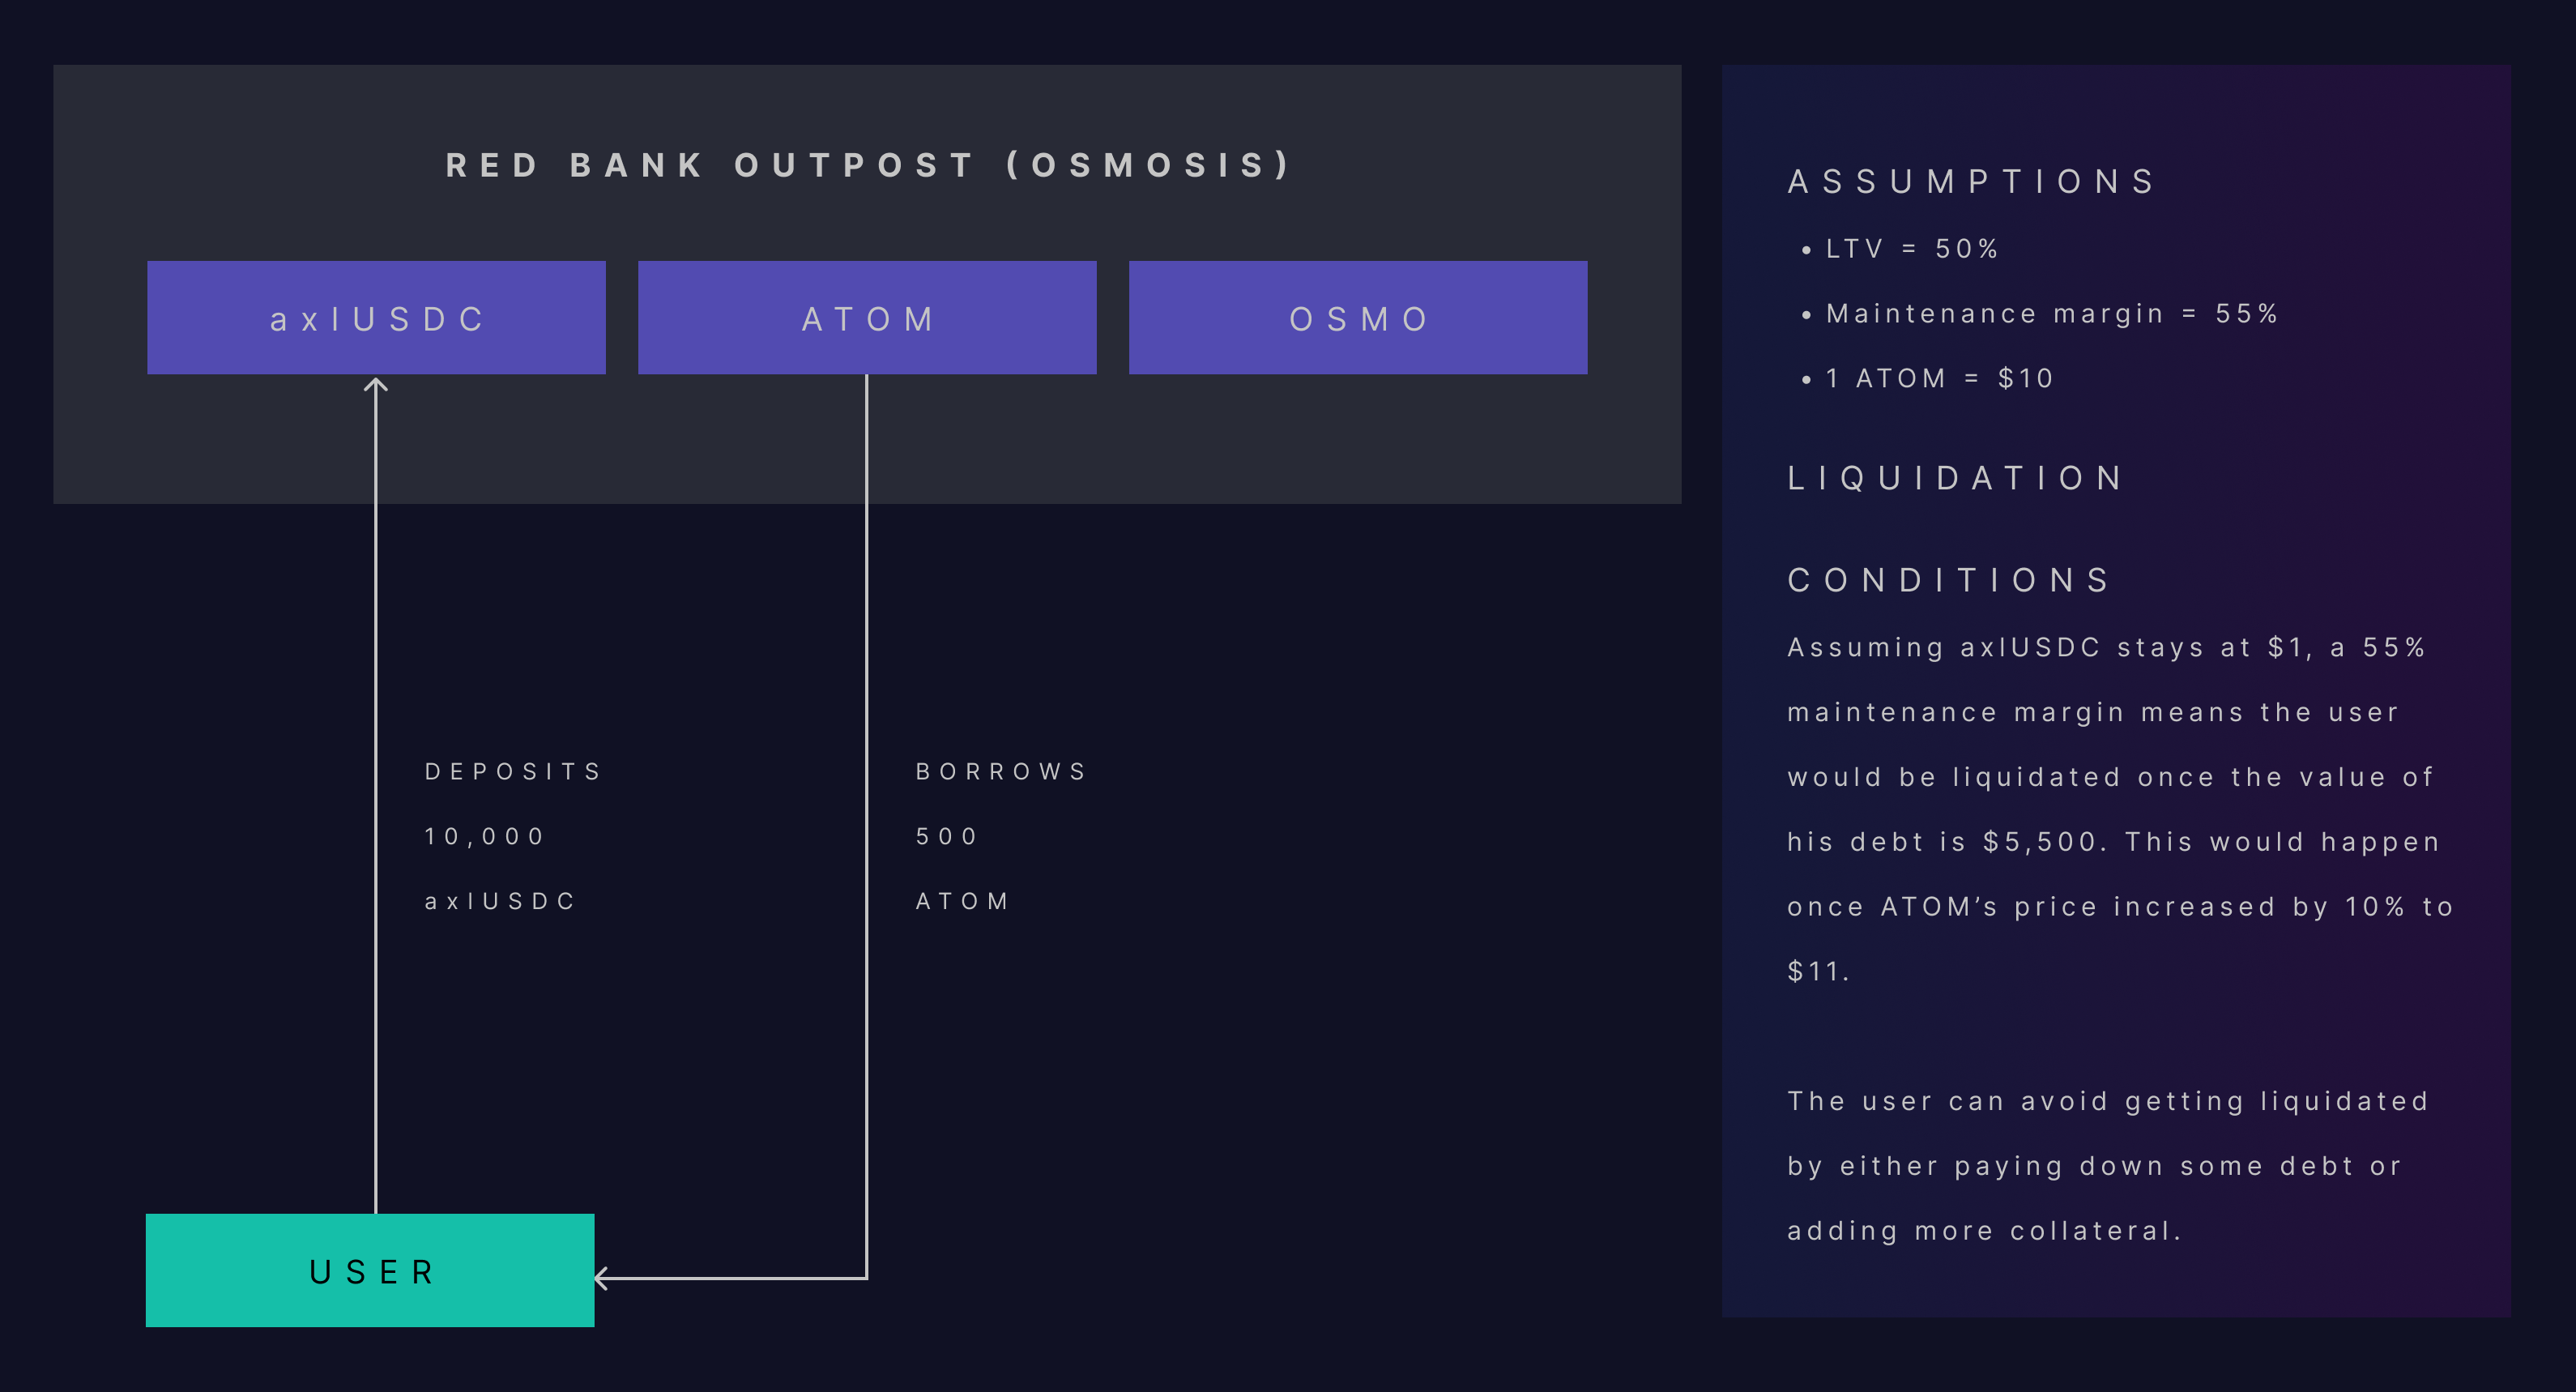 RED BANK OUTPOST (OSMOSIS)
axlUSDC
ATOM
OSMO
DEPOSITS
10,000
axlUSDC
BORROWS
500
ATOM
USER
ASSUMPTIONS
• LTV = 50%
• Maintenance margin = 55%
• 1 ATOM = $10
LIQUIDATION
CONDITIONS
Assuming axlUSDC stays at $1, a 55%
maintenance margin means the user
would be liquidated once the value of
his debt is $5,500. This would happen
once ATOM’s price increased by 10% to
$11.
The user can avoid getting liquidated
by either paying down some debt or
adding more collateral.